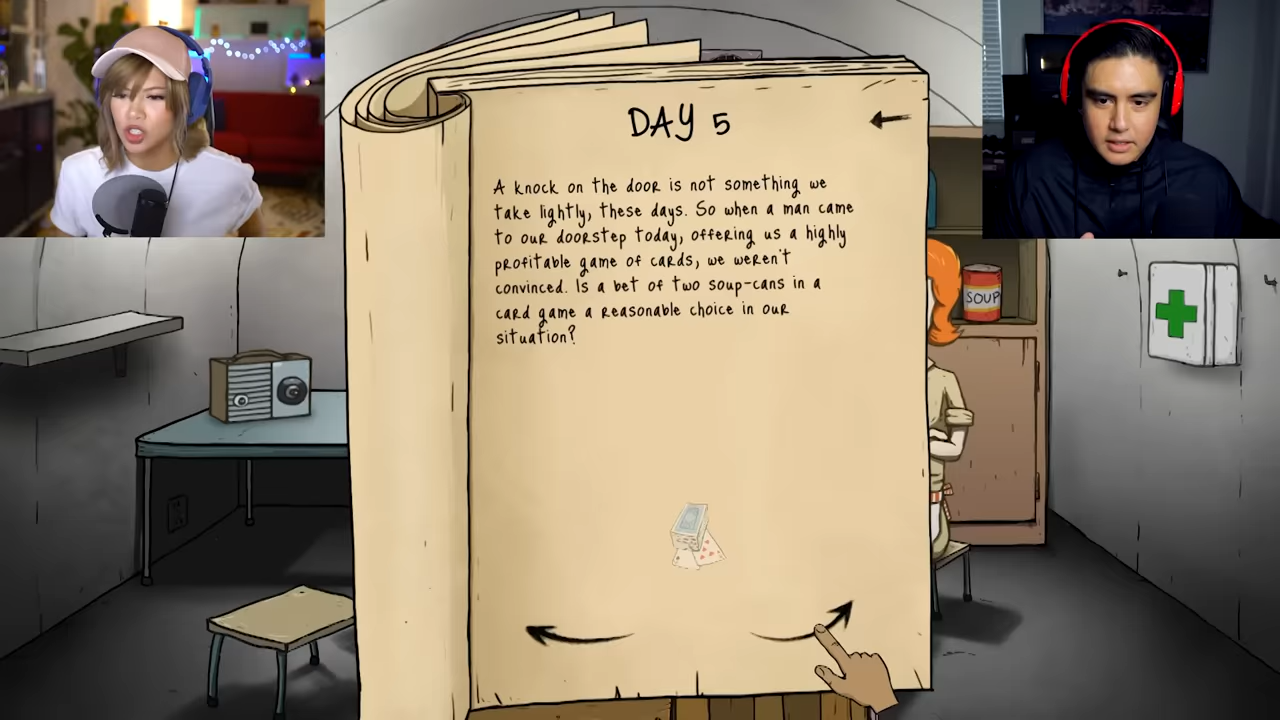 DAY 5
A knock on the door is not something we
take lightly, these days. So when a man came
to our doorstep today, offering us a highly
profitable game of cards, we weren't
convinced. Is a bet of two soup-cans in a
card game a reasonable choice in our
situation?
SOUP